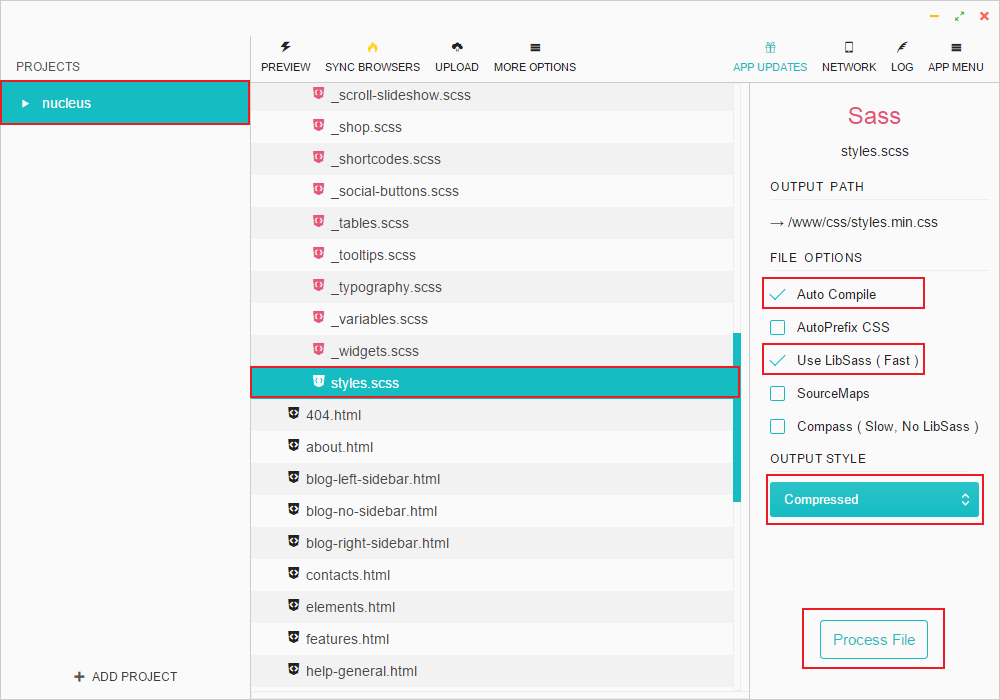 PROJECTS
nucleus
ADD PROJECT
PREVIEW
SYNC BROWSERS
UPLOAD
MORE OPTIONS
APP UPDATES
NETWORK
LOG
APP MENU
_scroll-slideshow.scss
_shop.scss
_shortcodes.scss
_social-buttons.scss
_tables.scss
_tooltips.scss
_typography.scss
_variables.scss
_widgets.scss
styles.scss
404.html
about.html
blog-left-sidebar.html
blog-no-sidebar.html
blog-right-sidebar.html
contacts.html
elements.html
features.html
help-general.html
Sass
styles.scss
OUTPUT PATH
→ /www/css/styles.min.css
FILE OPTIONS
Auto Compile
AutoPrefix CSS
Use LibSass ( Fast )
SourceMaps
Compass ( Slow, No LibSass )
OUTPUT STYLE
Compressed
Process File